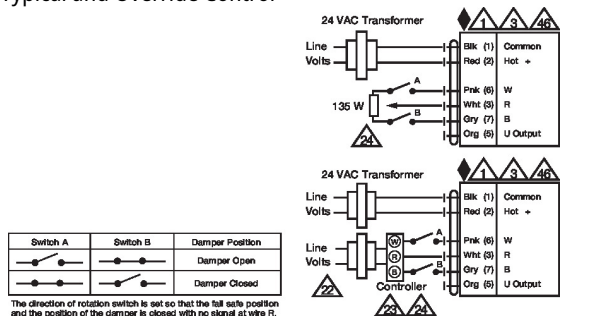 Typical and Override Control
24 VAC Transformer
1 3 46
Line
Volts
Blk (1) Common
Red (2) Hot +
A
Pnk (6) W
135 W
Wht (3) R
B
Gry (7) B
24
Org (5) U Output
24 VAC Transformer
1 3 46
Line
Volts
Blk (1) Common
Red (2) Hot +
A
W
Pnk (6) W
Line
Volts
R
Wht (3) R
B
B
Gry (7) B
22
Controller
Org (5) U Output
23 24
Switch A Switch B Damper Position
Damper Open
Damper Closed
The direction of rotation switch is set so that the fail safe position
and the position of the damper is closed with no signal at wire R.